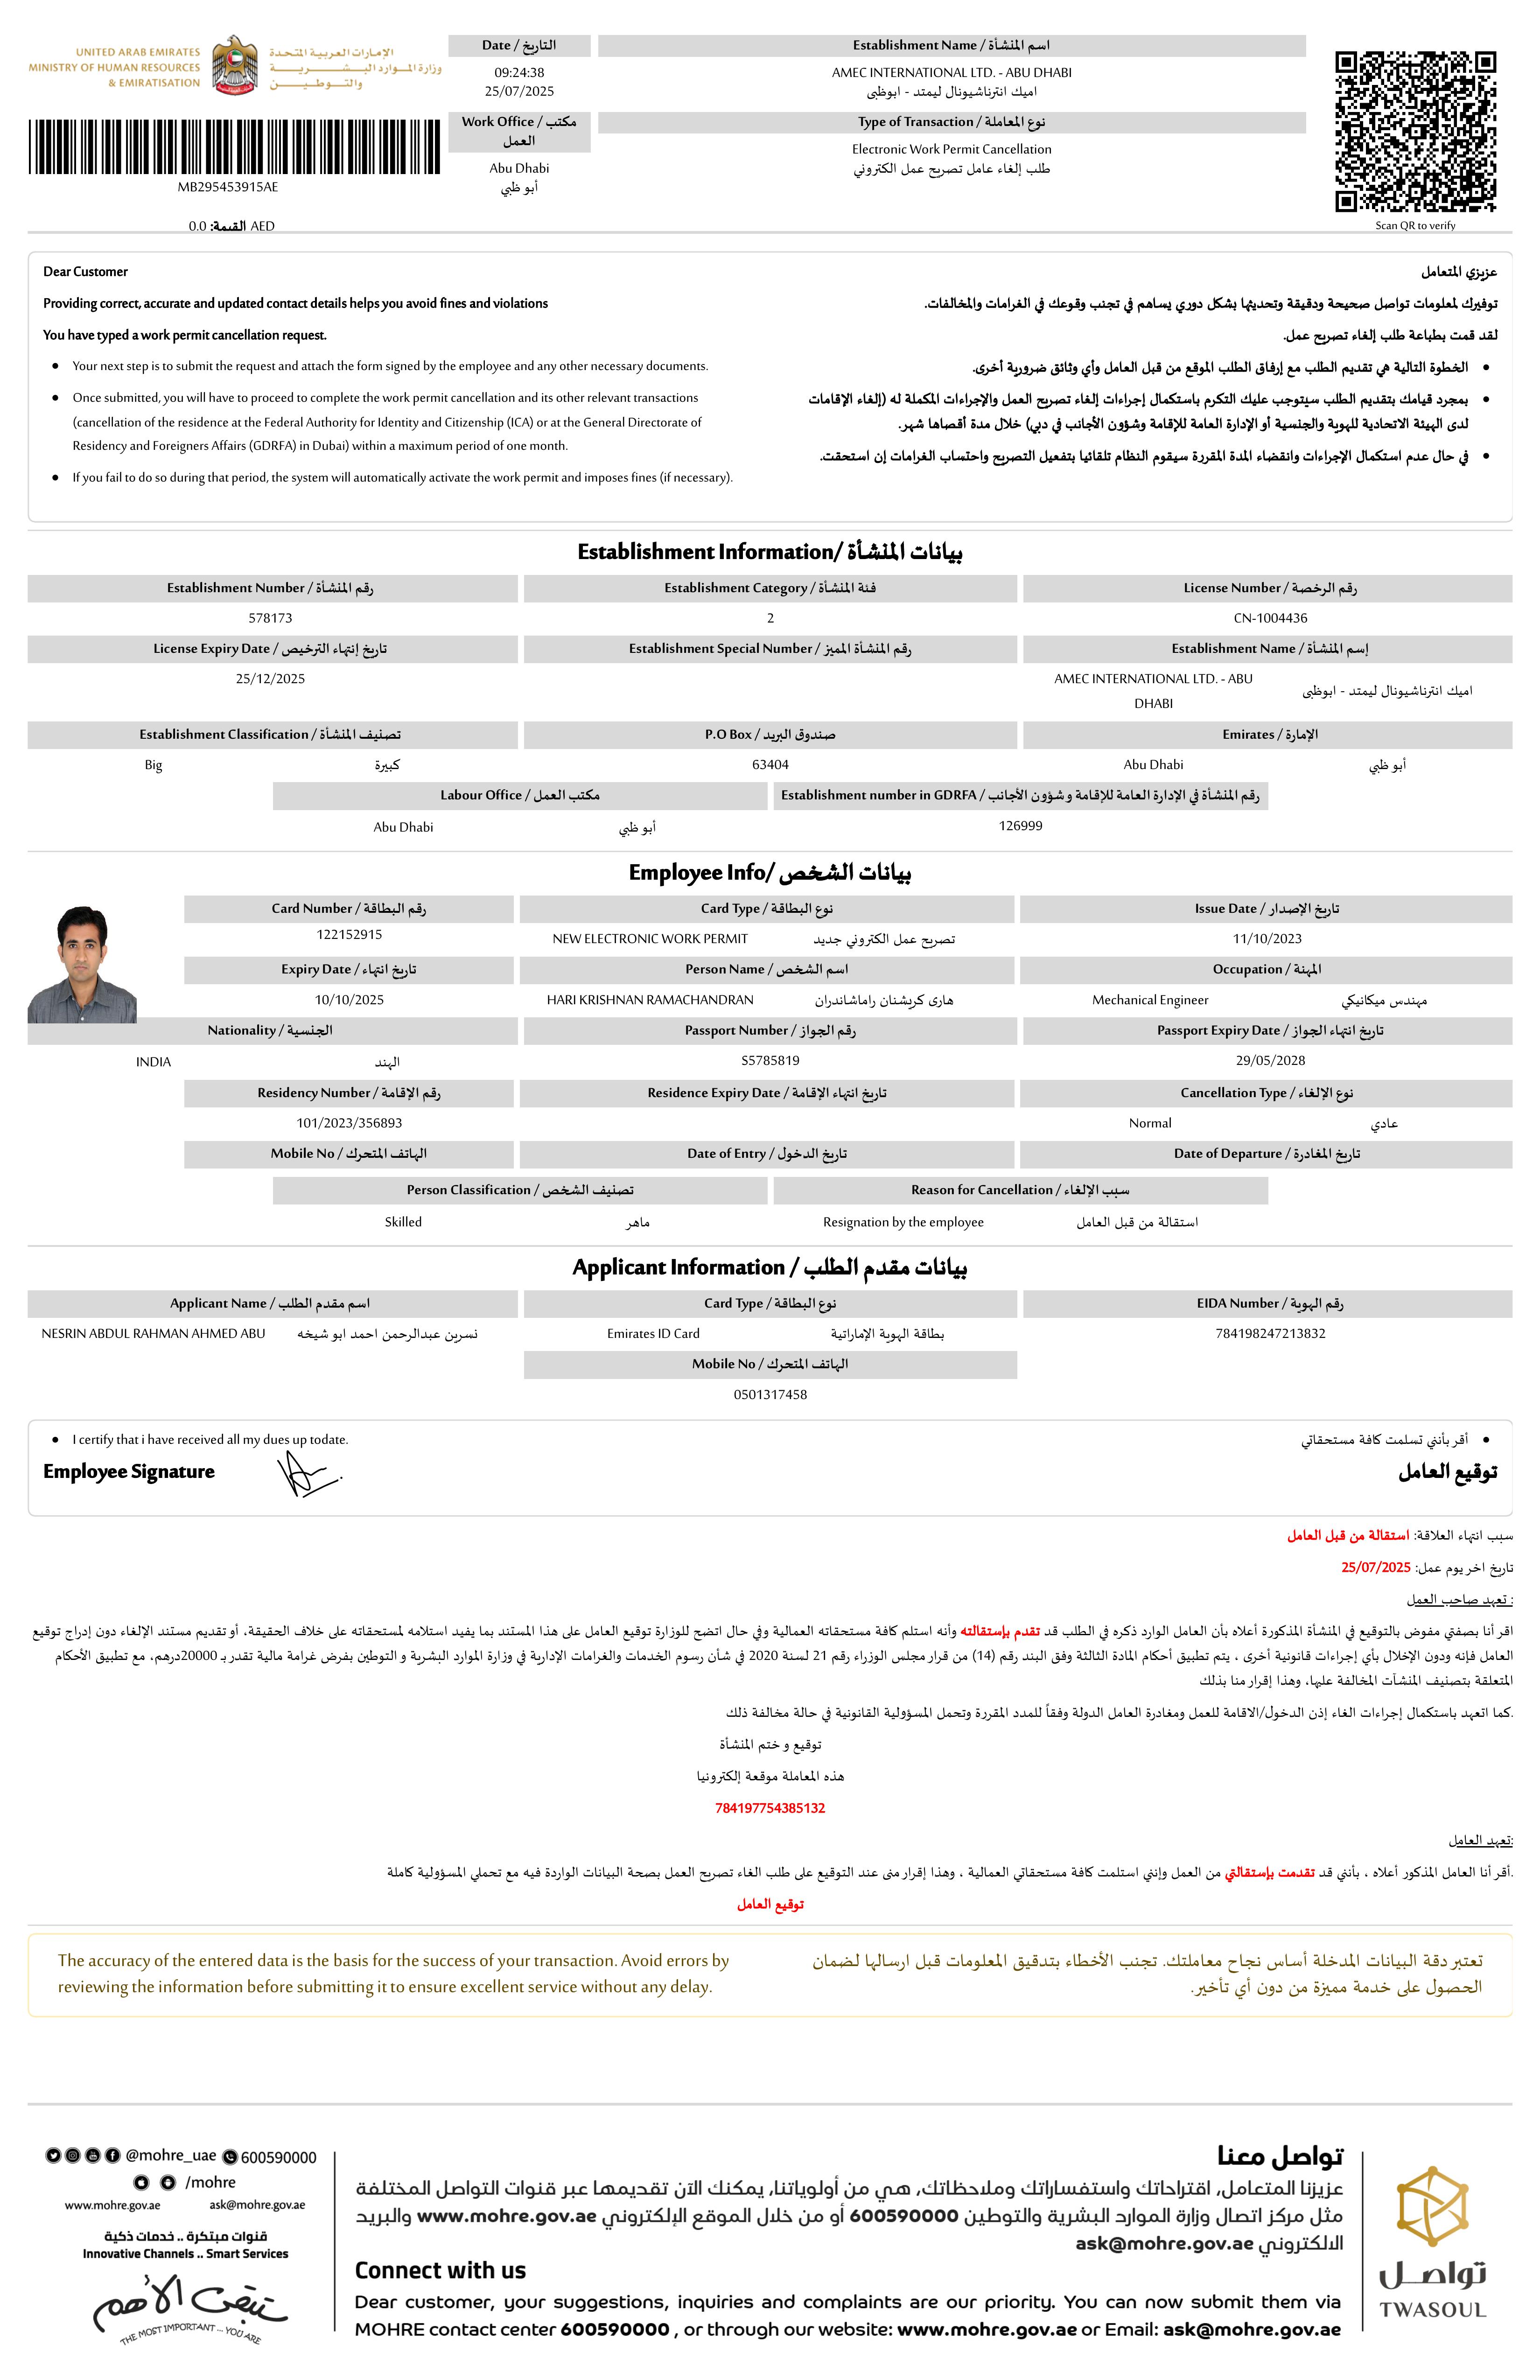 UNITED ARAB EMIRATES
MINISTRY OF HUMAN RESOURCES
& EMIRATISATION
الإمارات العربية المتحدة
وزارة الموارد البشرية
والتوطين
MB295453915AE
0.0 القيمة: AED
Date / التاريخ
09:24:38
25/07/2025
Work Office / مكتب العمل
Abu Dhabi
أبو ظبي
Establishment Name / اسم المنشأة
AMEC INTERNATIONAL LTD. - ABU DHABI
اميك انترناشيونال ليمتد - ابوظبى
Type of Transaction / نوع المعاملة
Electronic Work Permit Cancellation
طلب إلغاء عامل تصريح عمل الكتروني
Scan QR to verify
Dear Customer
Providing correct, accurate and updated contact details helps you avoid fines and violations
You have typed a work permit cancellation request.
● Your next step is to submit the request and attach the form signed by the employee and any other necessary documents.
● Once submitted, you will have to proceed to complete the work permit cancellation and its other relevant transactions
(cancellation of the residence at the Federal Authority for Identity and Citizenship (ICA) or at the General Directorate of
Residency and Foreigners Affairs (GDRFA) in Dubai) within a maximum period of one month.
● If you fail to do so during that period, the system will automatically activate the work permit and imposes fines (if necessary).
عزيزي المتعامل
توفيرك لمعلومات تواصل صحيحة ودقيقة وتحديثها بشكل دوري يساهم في تجنب وقوعك في الغرامات والمخالفات.
لقد قمت بطباعة طلب إلغاء تصريح عمل.
● الخطوة التالية هي تقديم الطلب مع إرفاق الطلب الموقع من قبل العامل وأي وثائق ضرورية أخرى.
● بمجرد قيامك بتقديم الطلب سيتوجب عليك التكرم باستكمال إجراءات إلغاء تصريح العمل والإجراءات المكملة له (إلغاء الإقامات
لدى الهيئة الاتحادية للهوية والجنسية أو الإدارة العامة للإقامة وشؤون الأجانب في دبي) خلال مدة أقصاها شهر.
● في حال عدم استكمال الإجراءات وانقضاء المدة المقررة سيقوم النظام تلقائيا بتفعيل التصريح واحتساب الغرامات إن استحقت.
Establishment Information/ بيانات المنشأة
Establishment Number / رقم المنشأة
578173
Establishment Category / فئة المنشأة
2
License Number / رقم الرخصة
CN-1004436
License Expiry Date / تاريخ إنتهاء الترخيص
25/12/2025
Establishment Special Number / رقم المنشأة المميز
Establishment Name / إسم المنشأة
AMEC INTERNATIONAL LTD. - ABU
DHABI
اميك انترناشيونال ليمتد - ابوظبى
Establishment Classification / تصنيف المنشأة
Big كبيرة
P.O Box / صندوق البريد
63404
Emirates / الإمارة
Abu Dhabi أبو ظبي
Labour Office / مكتب العمل
Abu Dhabi أبو ظبي
Establishment number in GDRFA / رقم المنشأة في الإدارة العامة للإقامة و شؤون الأجانب
126999
Employee Info/ بيانات الشخص
Card Number / رقم البطاقة
122152915
Card Type / نوع البطاقة
NEW ELECTRONIC WORK PERMIT تصريح عمل الكتروني جديد
Issue Date / تاريخ الإصدار
11/10/2023
Expiry Date / تاريخ انتهاء
10/10/2025
Person Name / اسم الشخص
HARI KRISHNAN RAMACHANDRAN هارى كريشنان راماشاندران
Occupation / المهنة
Mechanical Engineer مهندس ميكانيكي
Nationality / الجنسية
INDIA الهند
Passport Number / رقم الجواز
S5785819
Passport Expiry Date / تاريخ انتهاء الجواز
29/05/2028
Residency Number / رقم الإقامة
101/2023/356893
Residence Expiry Date / تاريخ انتهاء الإقامة
Cancellation Type / نوع الإلغاء
Normal عادي
Mobile No / الهاتف المتحرك
Date of Entry / تاريخ الدخول
Date of Departure / تاريخ المغادرة
Person Classification / تصنيف الشخص
Skilled ماهر
Reason for Cancellation / سبب الإلغاء
Resignation by the employee استقالة من قبل العامل
Applicant Information / بيانات مقدم الطلب
Applicant Name / اسم مقدم الطلب
NESRIN ABDUL RAHMAN AHMED ABU نسرين عبدالرحمن احمد ابو شيخه
Card Type / نوع البطاقة
Emirates ID Card بطاقة الهوية الإماراتية
EIDA Number / رقم الهوية
784198247213832
Mobile No / الهاتف المتحرك
0501317458
● I certify that i have received all my dues up todate.
● أقر بأنني تسلمت كافة مستحقاتي
Employee Signature
توقيع العامل
سبب انتهاء العلاقة: استقالة من قبل العامل
تاريخ اخر يوم عمل: 25/07/2025
تعهد صاحب العمل :
اقر أنا بصفتي مفوض بالتوقيع في المنشأة المذكورة أعلاه بأن العامل الوارد ذكره في الطلب قد تقدم بإستقالته وأنه استلم كافة مستحقاته العمالية وفي حال اتضح للوزارة توقيع العامل على هذا المستند بما يفيد استلامه لمستحقاته على خلاف الحقيقة، أو تقديم مستند الإلغاء دون إدراج توقيع
العامل فإنه ودون الإخلال بأي إجراءات قانونية أخرى ، يتم تطبيق أحكام المادة الثالثة وفق البند رقم (14) من قرار مجلس الوزراء رقم 21 لسنة 2020 في شأن رسوم الخدمات والغرامات الإدارية في وزارة الموارد البشرية و التوطين بفرض غرامة مالية تقدر بـ 20000درهم، مع تطبيق الأحكام
المتعلقة بتصنيف المنشآت المخالفة عليها، وهذا إقرار منا بذلك
.كما اتعهد باستكمال إجراءات الغاء إذن الدخول/الاقامة للعمل ومغادرة العامل الدولة وفقاً للمدد المقررة وتحمل المسؤولية القانونية في حالة مخالفة ذلك
توقيع و ختم المنشأة
هذه المعاملة موقعة إلكترونيا
784197754385132
تعهد العامل:
.أقر أنا العامل المذكور أعلاه ، بأنني قد تقدمت بإستقالتي من العمل وإنني استلمت كافة مستحقاتي العمالية ، وهذا إقرار منى عند التوقيع على طلب الغاء تصريح العمل بصحة البيانات الواردة فيه مع تحملي المسؤولية كاملة
توقيع العامل
The accuracy of the entered data is the basis for the success of your transaction. Avoid errors by
reviewing the information before submitting it to ensure excellent service without any delay.
تعتبر دقة البيانات المدخلة أساس نجاح معاملتك. تجنب الأخطاء بتدقيق المعلومات قبل ارسالها لضمان
الحصول على خدمة مميزة من دون أي تأخير.
@mohre_uae 600590000
/mohre
www.mohre.gov.ae ask@mohre.gov.ae
قنوات مبتكرة .. خدمات ذكية
Innovative Channels .. Smart Services
تبقى الأهم
THE MOST IMPORTANT ... YOU ARE
تواصل معنا
عزيزنا المتعامل، اقتراحاتك واستفساراتك وملاحظاتك، هي من أولوياتنا، يمكنك الآن تقديمها عبر قنوات التواصل المختلفة
مثل مركز اتصال وزارة الموارد البشرية والتوطين 600590000 أو من خلال الموقع الإلكتروني www.mohre.gov.ae والبريد
الالكتروني ask@mohre.gov.ae
Connect with us
Dear customer, your suggestions, inquiries and complaints are our priority. You can now submit them via
MOHRE contact center 600590000 , or through our website: www.mohre.gov.ae or Email: ask@mohre.gov.ae
تواصل
TWASOUL